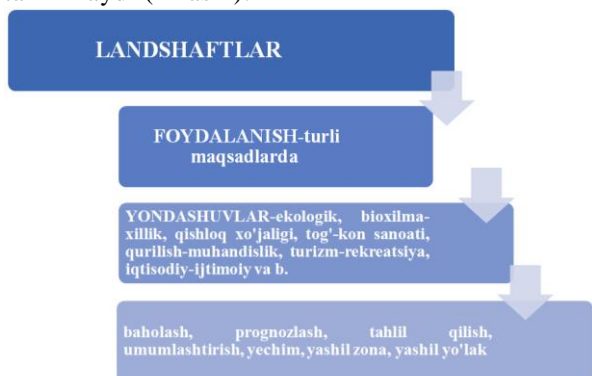 LANDSHAFTLAR
FOYDALANISH-turli
maqsadlarda
YONDASHUVLAR-ekologik, bioxilma-
xillik, qishloq xo'jaligi, tog'-kon sanoati,
qurilish-muhandislik, turizm-rekreatsiya,
iqtisodiy-ijtimoiy va b.
baholash, prognozlash, tahlil qilish,
umumlashtirish, yechim, yashil zona, yashil yo'lak